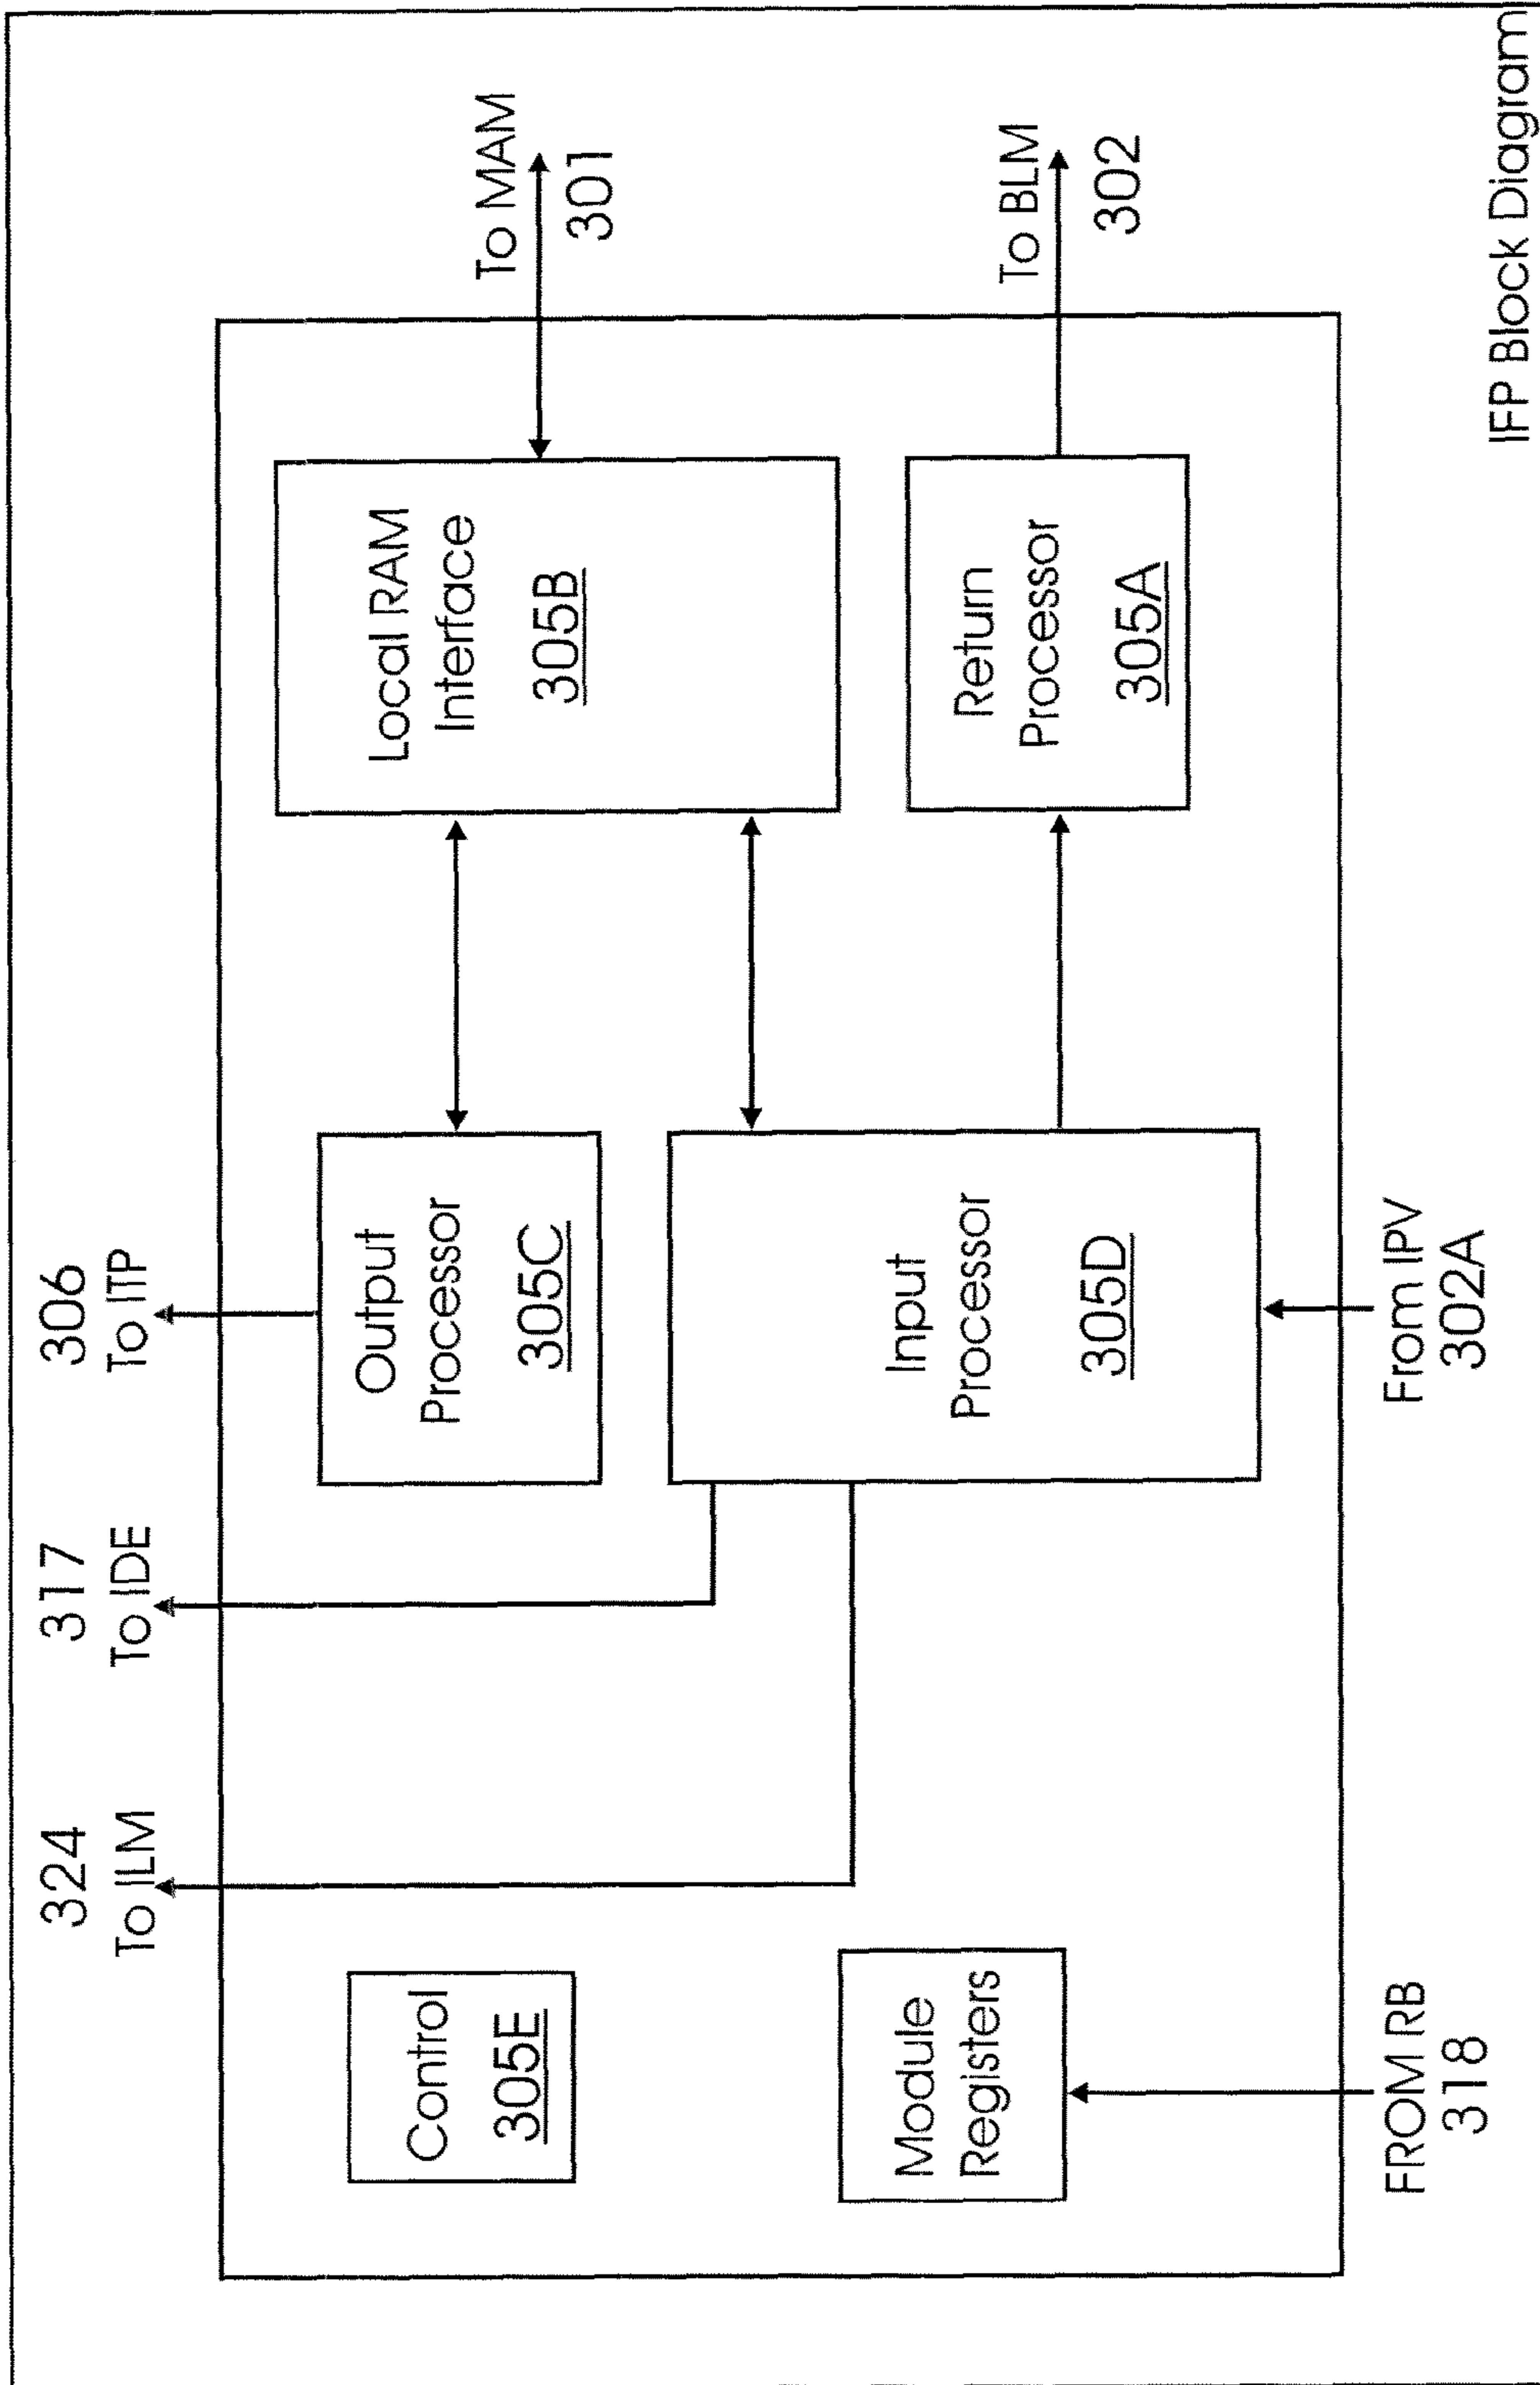 324
To ILM
317
To IDE
306
To ITP
Control
305E
Output
Processor
305C
Local RAM
Interface
305B
To MAM
301
Module
Registers
Input
Processor
305D
Return
Processor
305A
To BLM
302
FROM RB
318
From IPV
302A
IFP Block Diagram